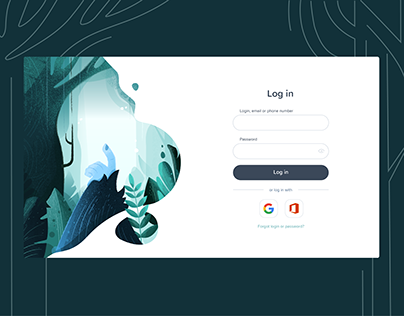 Log in
Login, email or phone number
Password
Log in
or log in with
Forgot login or password?